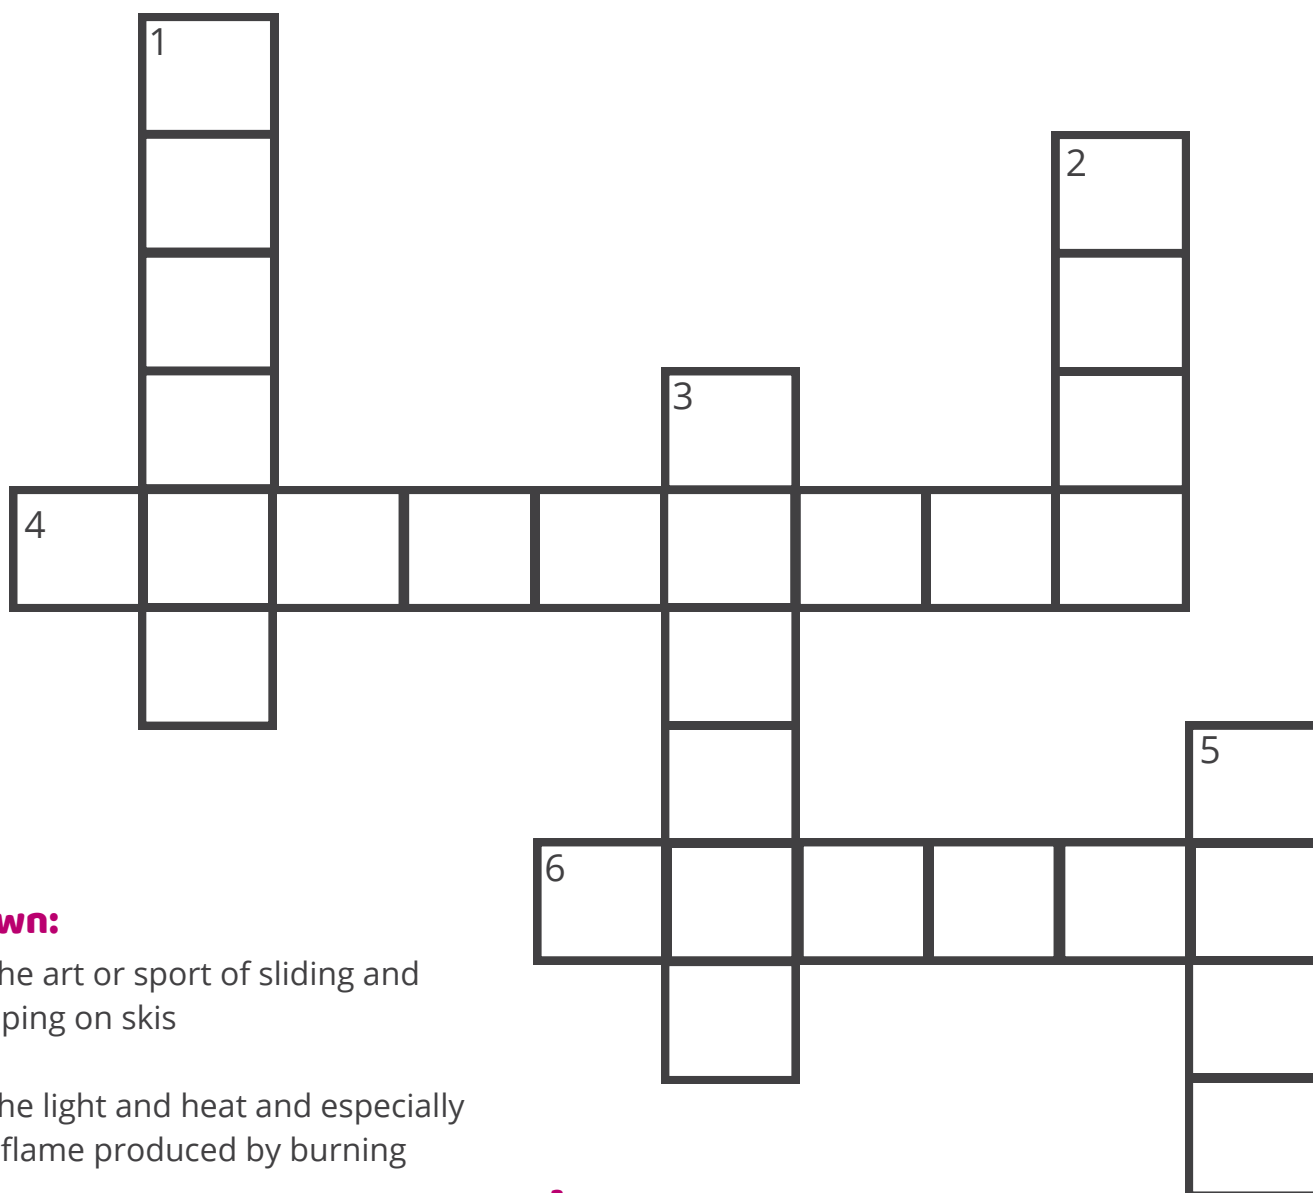 1
2
3
4
5
6
wn:
he art or sport of sliding and
ping on skis
he light and heat and especially
flame produced by burning